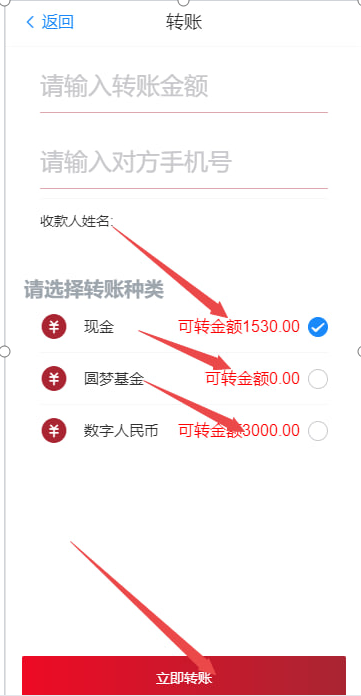 返回 转账
请输入转账金额
请输入对方手机号
收款人姓名:
请选择转账种类
¥ 现金 可转金额1530.00
¥ 圆梦基金 可转金额0.00
¥ 数字人民币 可转金额3000.00
立即转账